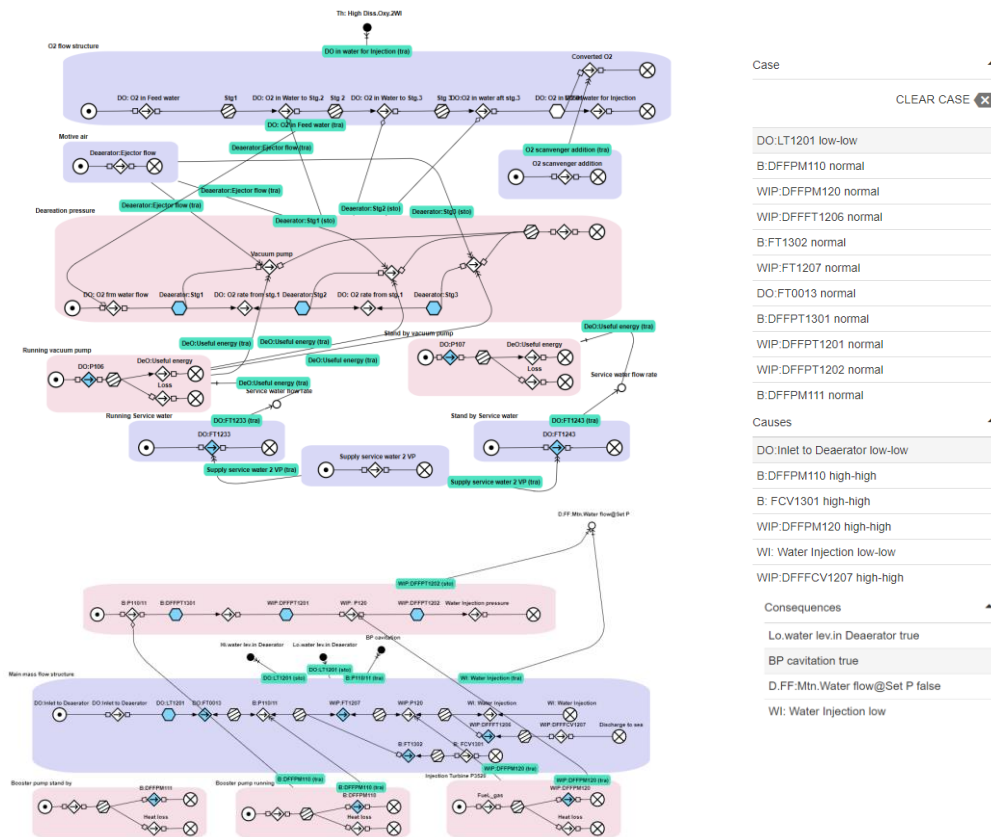 Th: High Diss.Oxy.2WI
DO in water for Injection (tra)
O2 flow structure
Converted O2
DO: O2 in Feed water
Stg1
DO: O2 in Water to Stg.2
Stg 2
DO: O2 in Water to Stg.3
Stg 3
DO:O2 in water aft stg.3
DO: O2 in
water for Injection
DO: O2 in Feed water (tra)
Motive air
Deaerator:Ejector flow (tra)
O2 scanvenger addition (tra)
Deaerator:Ejector flow
O2 scavvenger addition
Deaerator:Ejector flow (tra)
Deaerator:Ejector flow (tra)
Deaerator:Stg2 (sto)
Deaerator:Stg3 (sto)
Deareation pressure
Deaerator:Stg1 (sto)
Vacuum pump
DO: O2 frm water flow
Deaerator:Stg1
DO: O2 rate from stg.1
Deaerator:Stg2
DO: O2 rate from stg.1
Deaerator:Stg3
Stand by vacuum pump
DeO:Useful energy (tra)
DeO:Useful energy (tra)
DeO:Useful energy (tra)
DeO:Useful energy (tra)
DeO:Useful energy (tra)
Running vacuum pump
DO:P106
DeO:Useful energy
Loss
DO:P107
DeO:Useful energy
Loss
Service water flow rate
Service water flow rate
Running Service water
DO:FT1233 (tra)
Stand by Service water
DO:FT1243 (tra)
DO:FT1233
DO:FT1243
Supply service water 2 VP
Supply service water 2 VP (tra)
Supply service water 2 VP (tra)
D.FF:Mtn.Water flow@Set P
WIP:DFFPT1202 (sto)
B:P110/11
B:DFFPT1301
WIP:DFFPT1201
WIP: P120
WIP:DFFPT1202
Water Injection pressure
Hi.water lev.in Deaerator
Lo.water lev.in Deaerator
BP cavitation
DO:LT1201 (sto)
DO:LT1201 (sto)
B:P110/11 (tra)
WI: Water Injection (tra)
Main mass flow structure
DO:Inlet to Deaerator
DO:Inlet to Deaerator
DO:LT1201
DO:FT0013
B:P110/11
WIP:FT1207
WIP:P120
WI: Water Injection
WI: Water Injection
WIP:DFFFT1206
WIP:DFFFCV1207
Discharge to sea
B:FT1302
B: FCV1301
B:DFFPM110 (tra)
B:DFFPM110 (tra)
Injection Turbine P3520
WIP:DFFPM120 (tra)
WIP:DFFPM120 (tra)
Booster pump stand by
B:DFFPM111
Heat loss
Booster pump running
B:DFFPM110
Heat loss
FueL_gas
WIP:DFFPM120
Heat loss
Case
CLEAR CASE
DO:LT1201 low-low
B:DFFPM110 normal
WIP:DFFPM120 normal
WIP:DFFFT1206 normal
B:FT1302 normal
WIP:FT1207 normal
DO:FT0013 normal
B:DFFPT1301 normal
WIP:DFFPT1201 normal
WIP:DFFPT1202 normal
B:DFFPM111 normal
Causes
DO:Inlet to Deaerator low-low
B:DFFPM110 high-high
B: FCV1301 high-high
WIP:DFFPM120 high-high
WI: Water Injection low-low
WIP:DFFFCV1207 high-high
Consequences
Lo.water lev.in Deaerator true
BP cavitation true
D.FF:Mtn.Water flow@Set P false
WI: Water Injection low